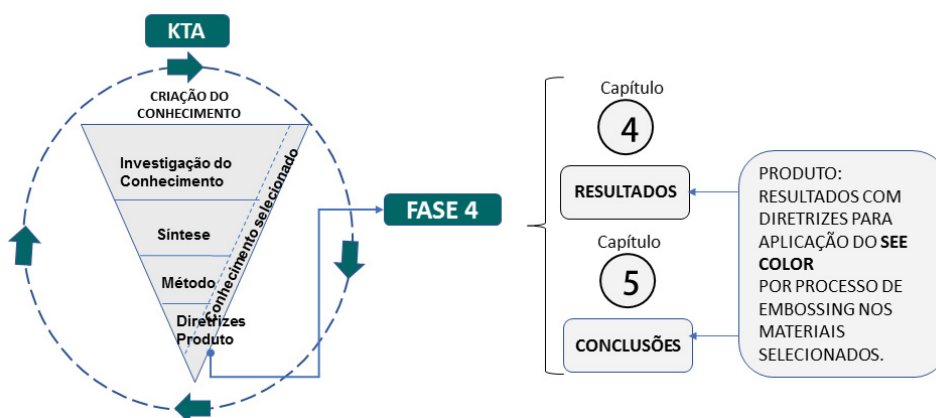 KTA
CRIAÇÃO DO
CONHECIMENTO
Investigação do
Conhecimento
Síntese
Método
Diretrizes
Produto
Conhecimento selecionado
FASE 4
Capítulo
4
RESULTADOS
Capítulo
5
CONCLUSÕES
PRODUTO:
RESULTADOS COM
DIRETRIZES PARA
APLICAÇÃO DO SEE
COLOR
POR PROCESSO DE
EMBOSSING NOS
MATERIAIS
SELECIONADOS.